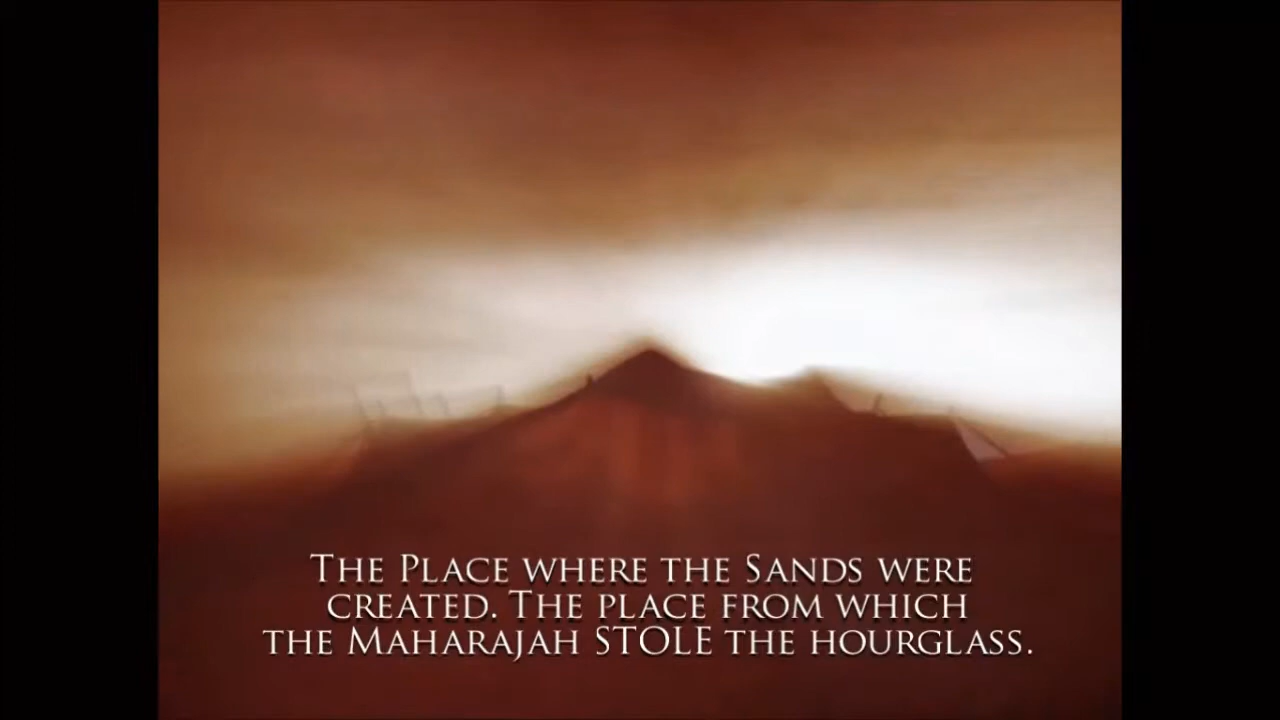 The Place where the Sands were
created. The place from which
the Maharajah STOLE the hourglass.